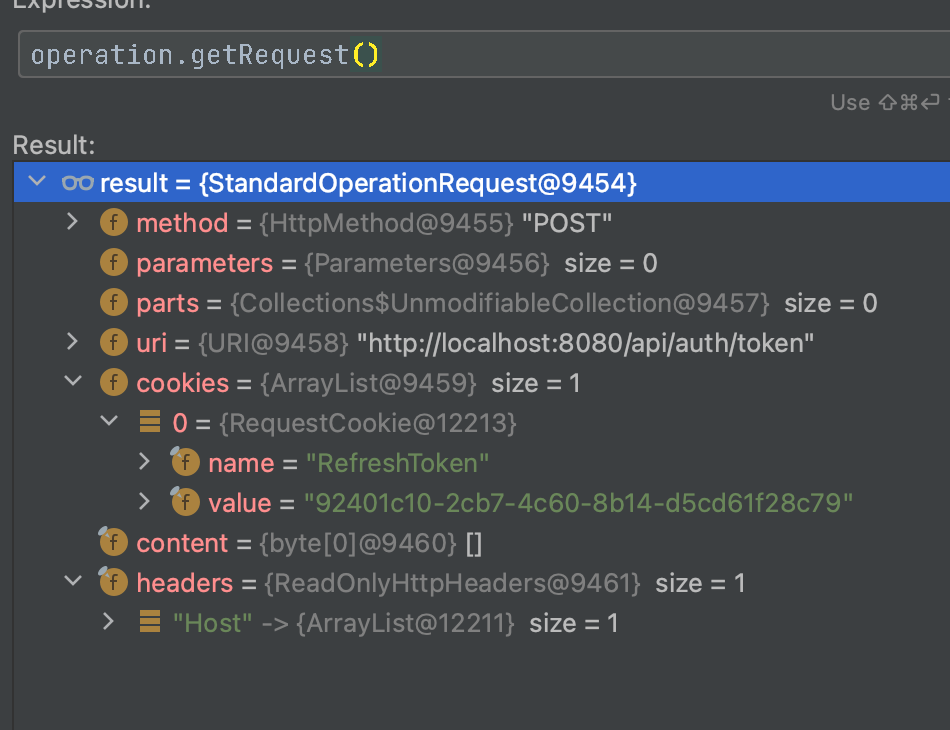 Expression:
operation.getRequest()
Use ⇧⌘⏎
Result:
result = {StandardOperationRequest@9454}
f method = {HttpMethod@9455} "POST"
f parameters = {Parameters@9456} size = 0
f parts = {Collections$UnmodifiableCollection@9457} size = 0
f uri = {URI@9458} "http://localhost:8080/api/auth/token"
f cookies = {ArrayList@9459} size = 1
0 = {RequestCookie@12213}
f name = "RefreshToken"
f value = "92401c10-2cb7-4c60-8b14-d5cd61f28c79"
f content = {byte[0]@9460} []
f headers = {ReadOnlyHttpHeaders@9461} size = 1
"Host" -> {ArrayList@12211} size = 1